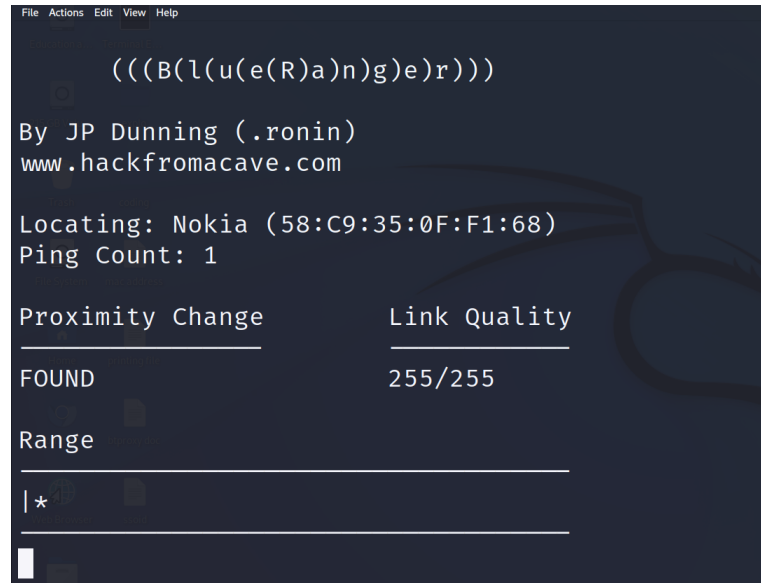 File Actions Edit View Help
(((B(l(u(e(R)a)n)g)e)r)))
By JP Dunning (.ronin)
www.hackfromacave.com
Locating: Nokia (58:C9:35:0F:F1:68)
Ping Count: 1
Proximity Change Link Quality
FOUND 255/255
Range
|*